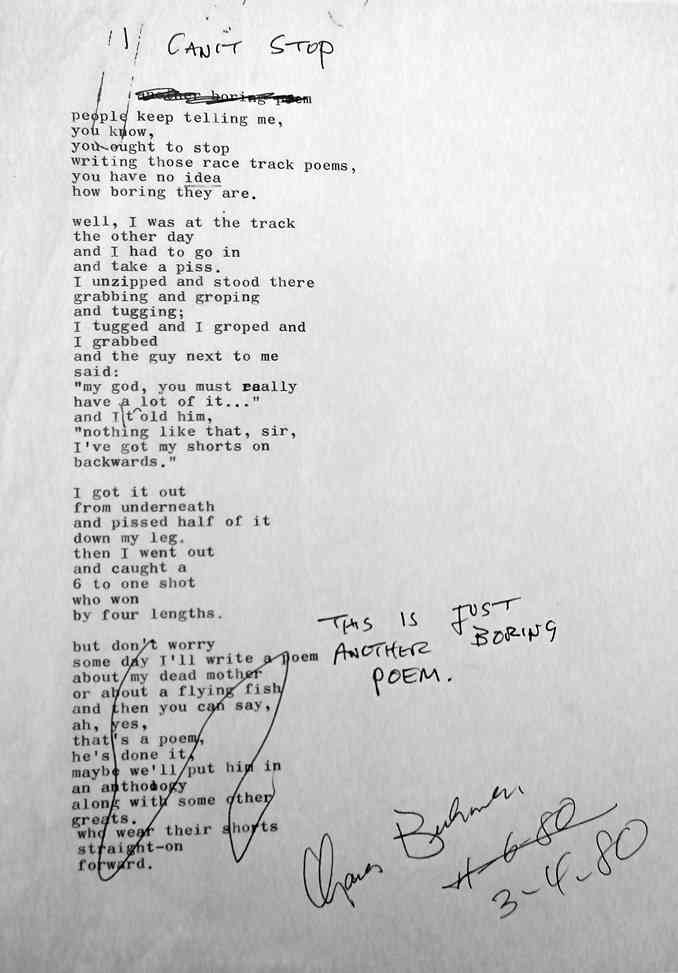 CAN'T STOP
another boring poem
people keep telling me,
you know,
you ought to stop
writing those race track poems,
you have no idea
how boring they are.
well, I was at the track
the other day
and I had to go in
and take a piss.
I unzipped and stood there
grabbing and groping
and tugging;
I tugged and I groped and
I grabbed
and the guy next to me
said:
"my god, you must really
have a lot of it..."
and I told him,
"nothing like that, sir,
I've got my shorts on
backwards."
I got it out
from underneath
and pissed half of it
down my leg.
then I went out
and caught a
6 to one shot
who won
by four lengths.
THIS IS JUST
ANOTHER BORING
POEM.
but don't worry
some day I'll write a poem
about my dead mother
or about a flying fish
and then you can say,
ah, yes,
that's a poem,
he's done it,
maybe we'll put him in
an anthology
along with some other
greats.
who wear their shorts
straight-on
forward.
Charles Bukowski
3-4-80